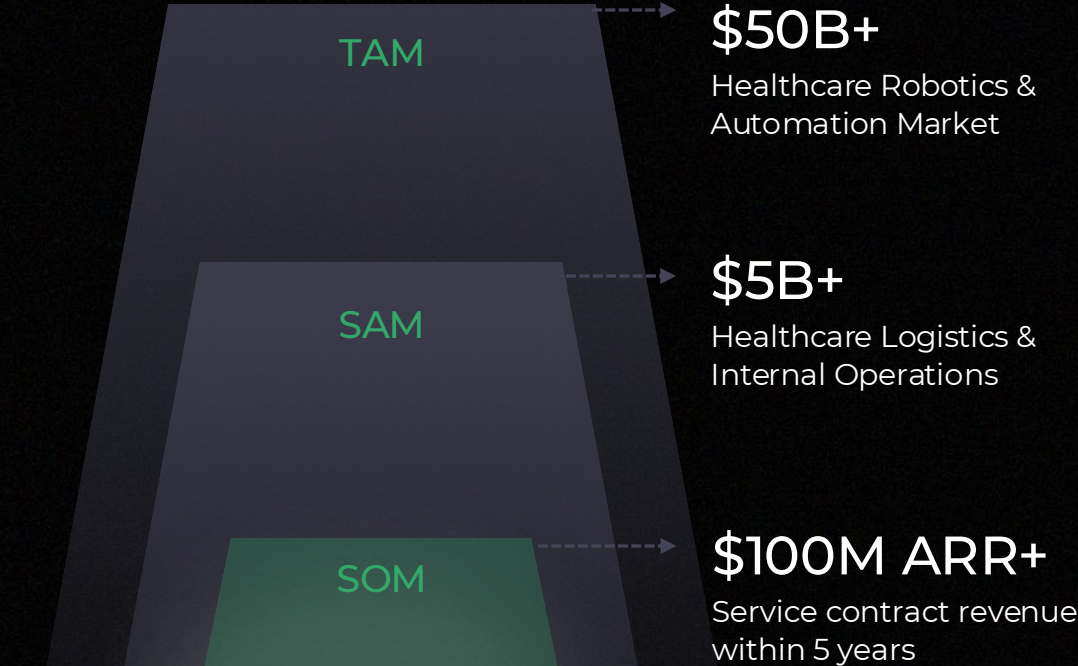 TAM
$50B+
Healthcare Robotics &
Automation Market
SAM
$5B+
Healthcare Logistics &
Internal Operations
SOM
$100M ARR+
Service contract revenue
within 5 years